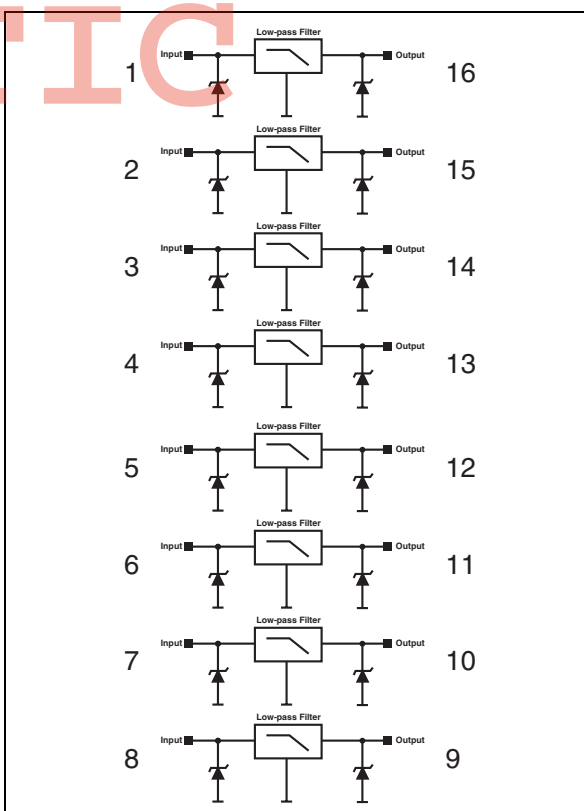 TIC
Low-pass Filter
Input Output
1 16
Low-pass Filter
Input Output
2 15
Low-pass Filter
Input Output
3 14
Low-pass Filter
Input Output
4 13
Low-pass Filter
Input Output
5 12
Low-pass Filter
Input Output
6 11
Low-pass Filter
Input Output
7 10
Low-pass Filter
Input Output
8 9